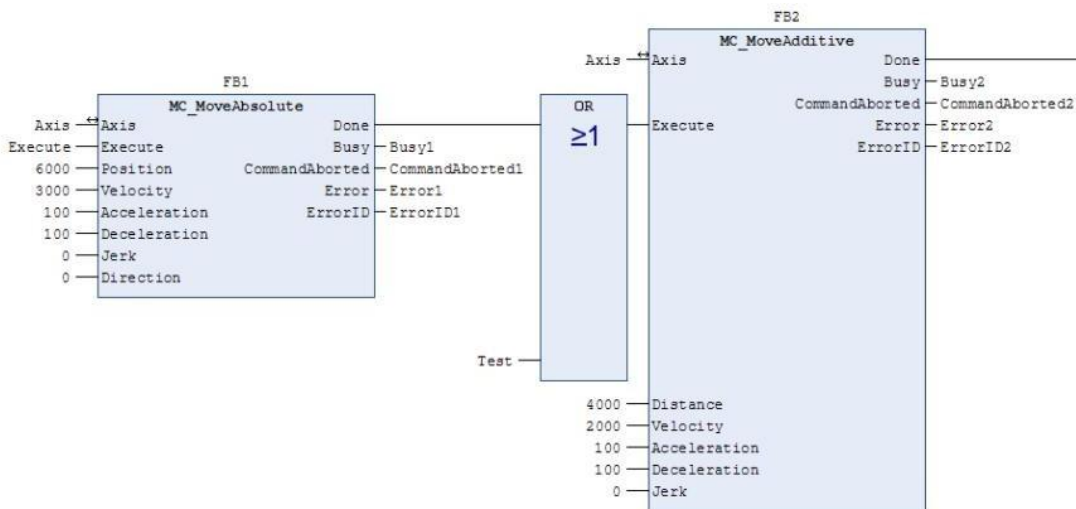 FB1
MC_MoveAbsolute
Axis Axis Done
Execute Execute Busy Busy1
6000 Position CommandAborted CommandAborted1
3000 Velocity Error Error1
100 Acceleration ErrorID ErrorID1
100 Deceleration
0 Jerk
0 Direction
OR
≥1
Test
FB2
MC_MoveAdditive
Axis Axis Done
Busy Busy2
CommandAborted CommandAborted2
Execute Error Error2
ErrorID ErrorID2
4000 Distance
2000 Velocity
100 Acceleration
100 Deceleration
0 Jerk